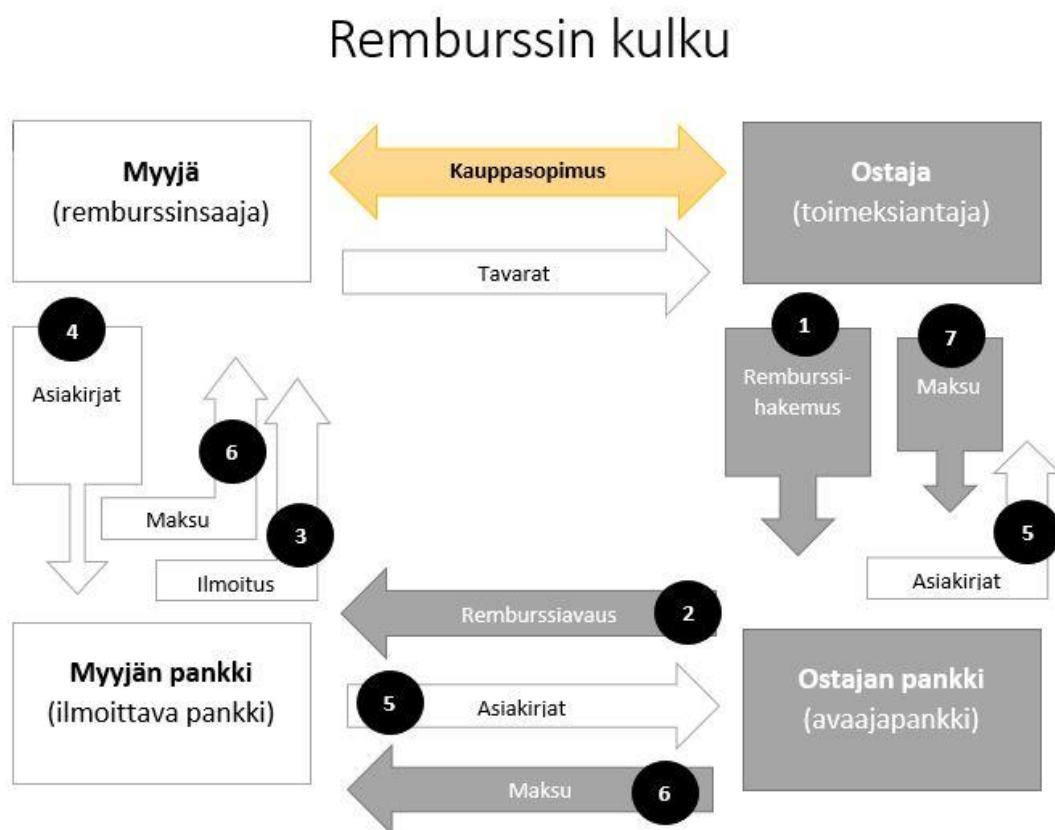 Remburssin kulku
Myyjä
(remburssinsaaja)
Kauppasopimus
Ostaja
(toimeksiantaja)
Tavarat
4
Asiakirjat
1
Remburssi-
hakemus
7
Maksu
6
Maksu
3
Ilmoitus
5
Asiakirjat
Remburssiavaus
2
Myyjän pankki
(ilmoittava pankki)
5
Asiakirjat
Ostajan pankki
(avaajapankki)
Maksu
6